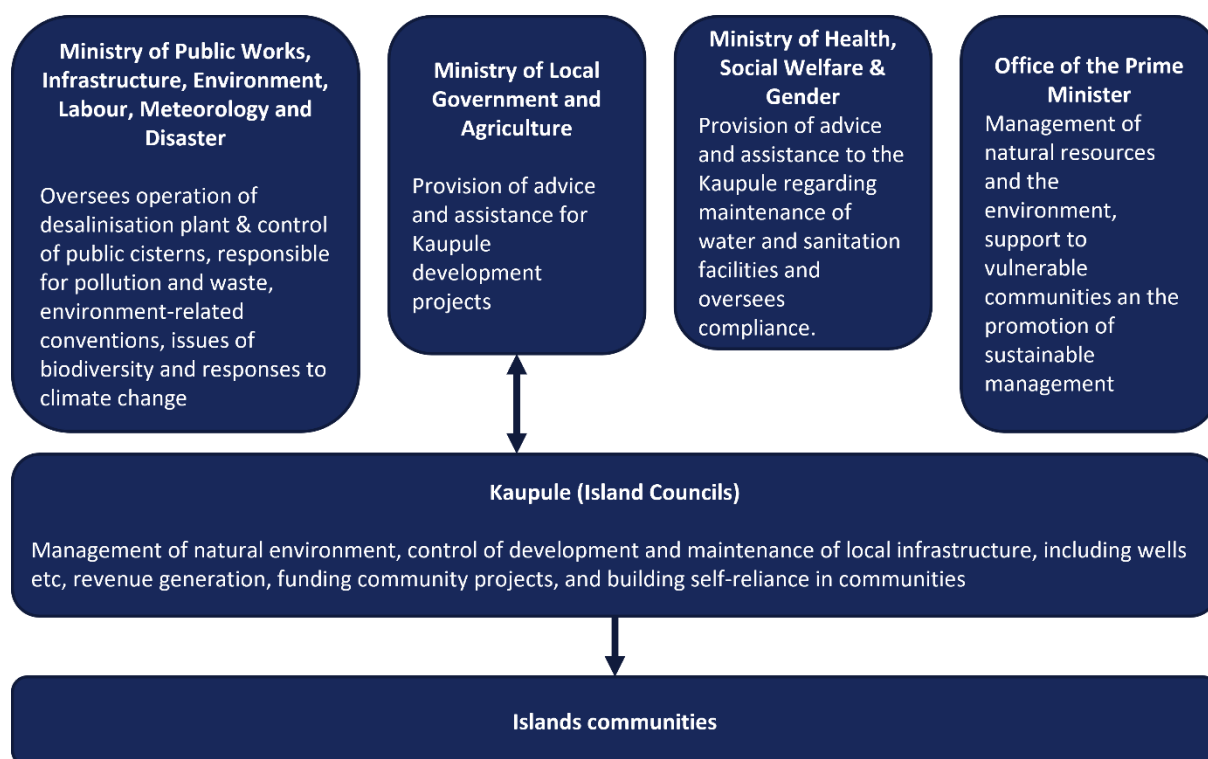 Ministry of Public Works,
Infrastructure, Environment,
Labour, Meteorology and
Disaster
Oversees operation of
desalinisation plant & control
of public cisterns, responsible
for pollution and waste,
environment-related
conventions, issues of
biodiversity and responses to
climate change
Ministry of Local
Government and
Agriculture
Provision of advice
and assistance for
Kaupule
development
projects
Ministry of Health,
Social Welfare &
Gender
Provision of advice
and assistance to the
Kaupule regarding
maintenance of
water and sanitation
facilities and
oversees
compliance.
Office of the Prime
Minister
Management of
natural resources
and the
environment,
support to
vulnerable
communities an the
promotion of
sustainable
management
Kaupule (Island Councils)
Management of natural environment, control of development and maintenance of local infrastructure, including wells
etc, revenue generation, funding community projects, and building self-reliance in communities
Islands communities